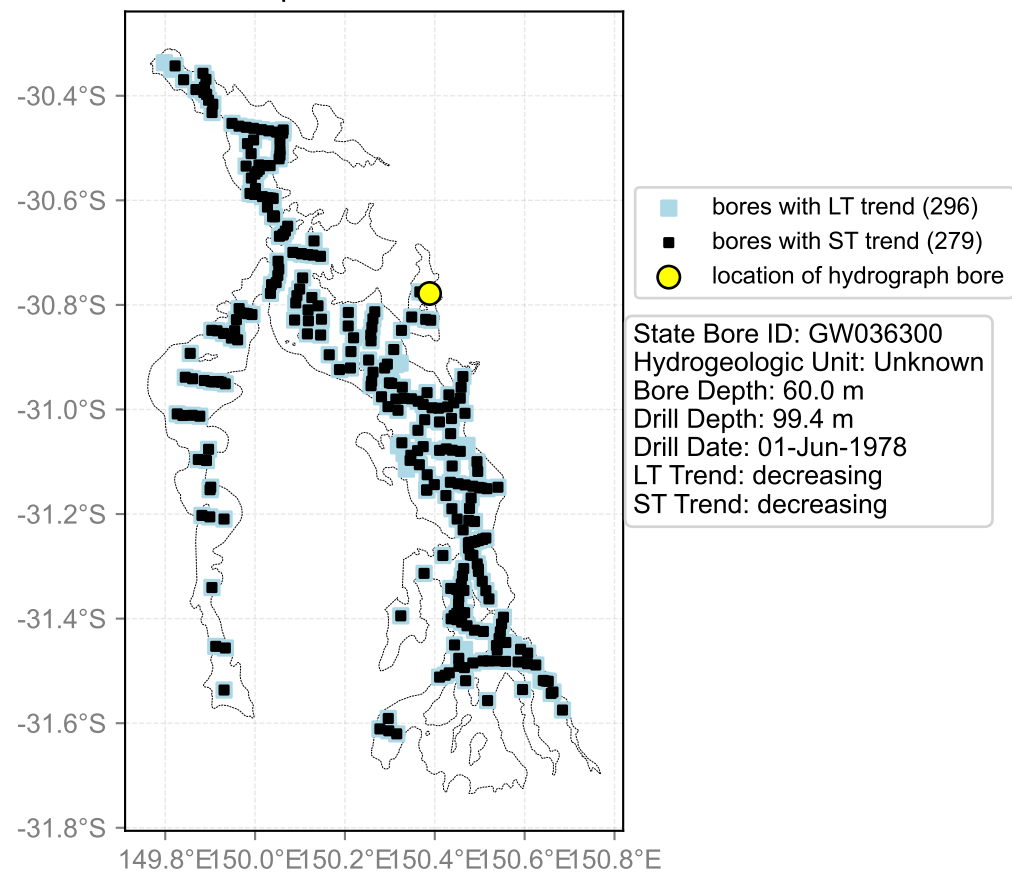 -30.4°S
-30.6°S
-30.8°S
-31.0°S
-31.2°S
-31.4°S
-31.6°S
-31.8°S
149.8°E150.0°E150.2°E150.4°E150.6°E150.8°E
bores with LT trend (296)
bores with ST trend (279)
location of hydrograph bore
State Bore ID: GW036300
Hydrogeologic Unit: Unknown
Bore Depth: 60.0 m
Drill Depth: 99.4 m
Drill Date: 01-Jun-1978
LT Trend: decreasing
ST Trend: decreasing